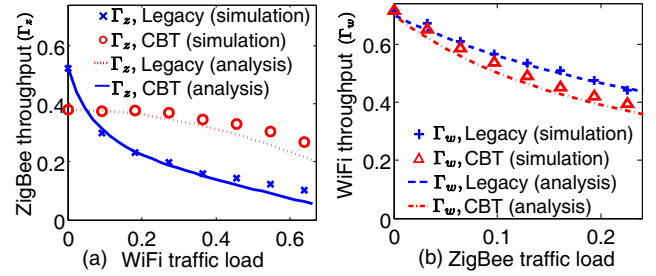 ZigBee throughput (Γz)
0.6
0.4
0.2
0
Γz, Legacy (simulation)
Γz, CBT (simulation)
Γz, Legacy (analysis)
Γz, CBT (analysis)
0 0.2 0.4 0.6
(a) WiFi traffic load
WiFi throughput (Γw)
0.6
0.4
0.2
0
Γw, Legacy (simulation)
Γw, CBT (simulation)
Γw, Legacy (analysis)
Γw, CBT (analysis)
0 0.1 0.2
(b) ZigBee traffic load